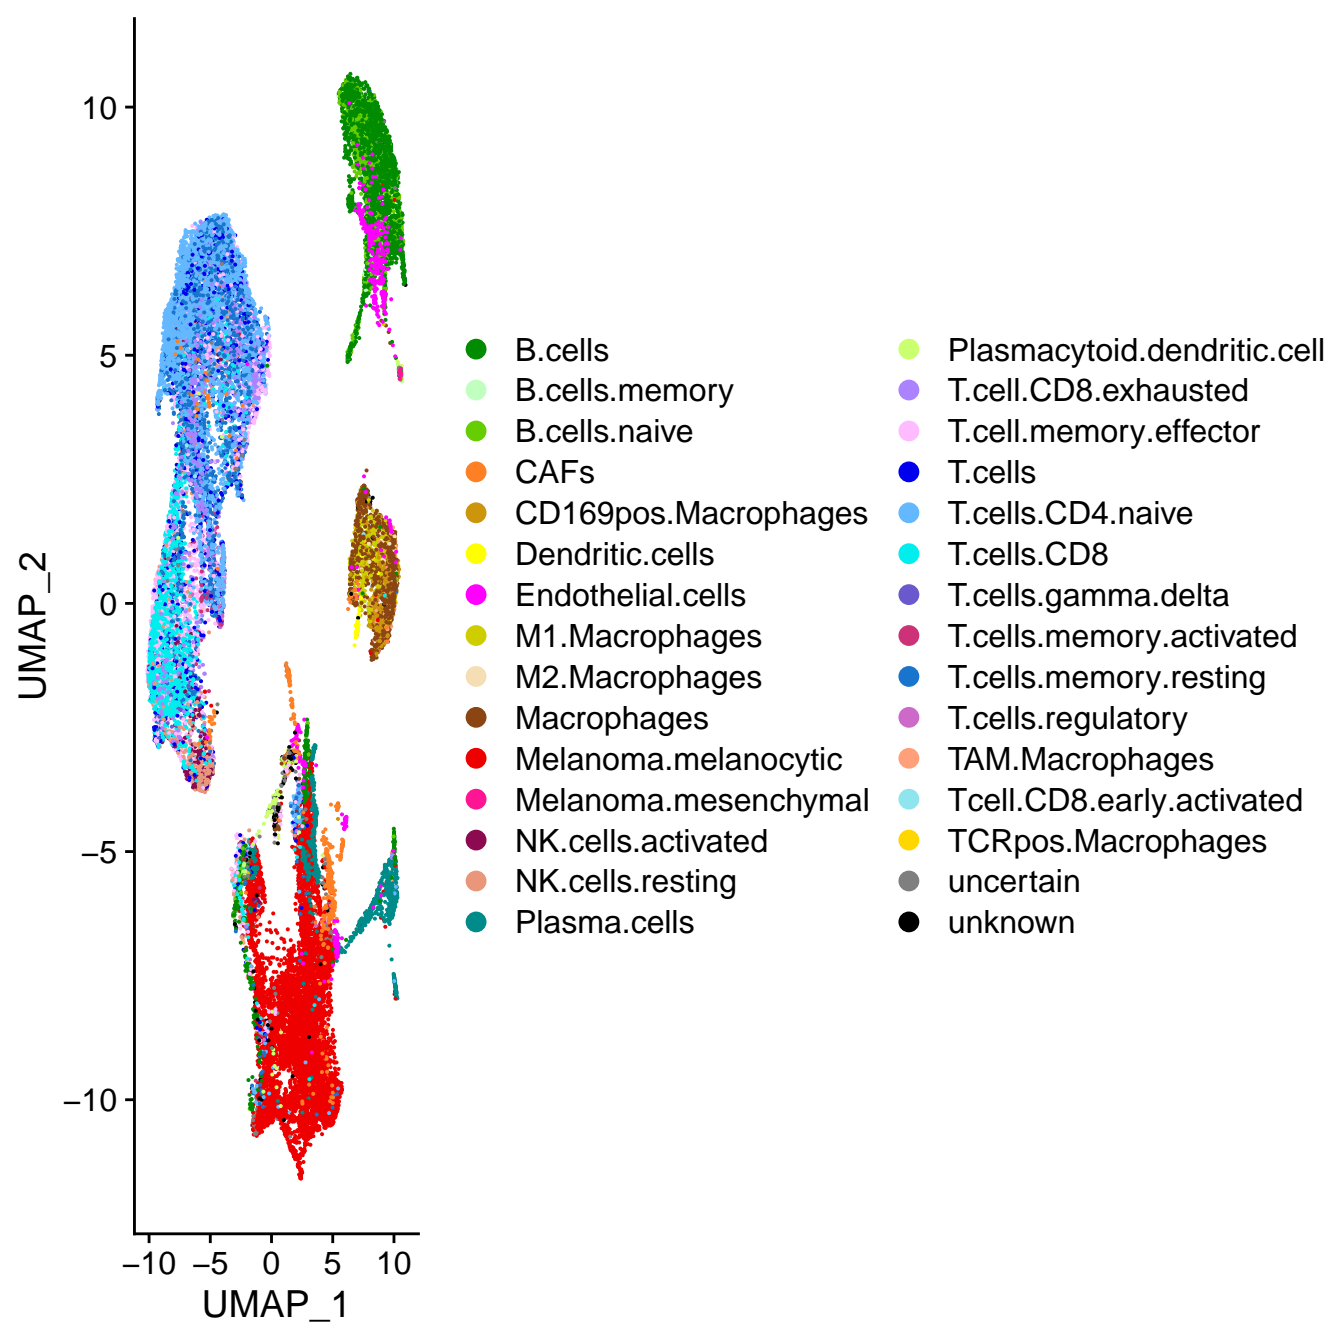 10
5
0
−5
−10
UMAP_2
−10 −5 0 5 10
UMAP_1
B.cells
B.cells.memory
B.cells.naive
CAFs
CD169pos.Macrophages
Dendritic.cells
Endothelial.cells
M1.Macrophages
M2.Macrophages
Macrophages
Melanoma.melanocytic
Melanoma.mesenchymal
NK.cells.activated
NK.cells.resting
Plasma.cells
Plasmacytoid.dendritic.cell
T.cell.CD8.exhausted
T.cell.memory.effector
T.cells
T.cells.CD4.naive
T.cells.CD8
T.cells.gamma.delta
T.cells.memory.activated
T.cells.memory.resting
T.cells.regulatory
TAM.Macrophages
Tcell.CD8.early.activated
TCRpos.Macrophages
uncertain
unknown